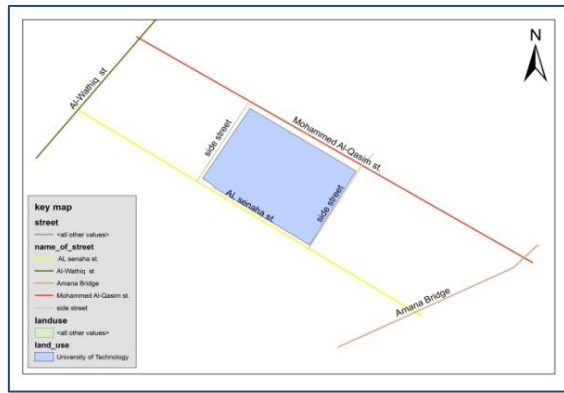 N
Al-Wathiq st
side street
Mohammed Al-Qasim st.
side street
AL senaha st.
Amana Bridge
key map
street
<all other values>
name_of_street
AL senaha st.
Al-Wathiq st
Amana Bridge
Mohammed Al-Qasim st.
side street
landuse
<all other values>
land_use
University of Technology